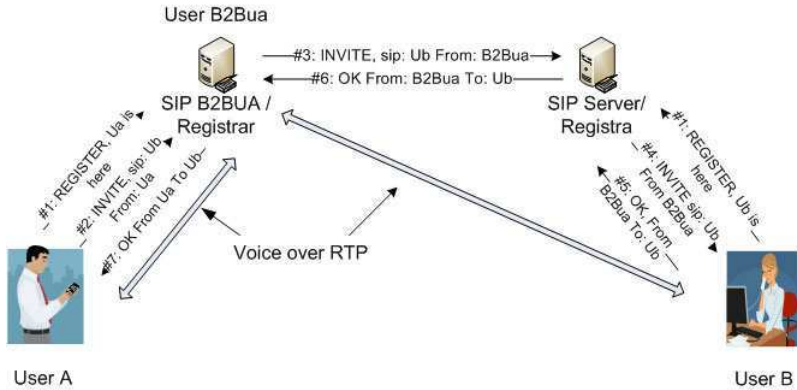 User B2Bua
#3: INVITE, sip: Ub From: B2Bua
#6: OK From: B2Bua To: Ub
SIP B2BUA /
Registrar
SIP Server/
Registra
#1: REGISTER, Ua is
here
#2: INVITE, sip: Ub
From: Ua
#7: OK From Ua To Ub
#1: REGISTER, Ub is
here
#4: INVITE sip: Ub
From B2Bua
#5: OK, From
B2Bua To: Ub
Voice over RTP
User A
User B